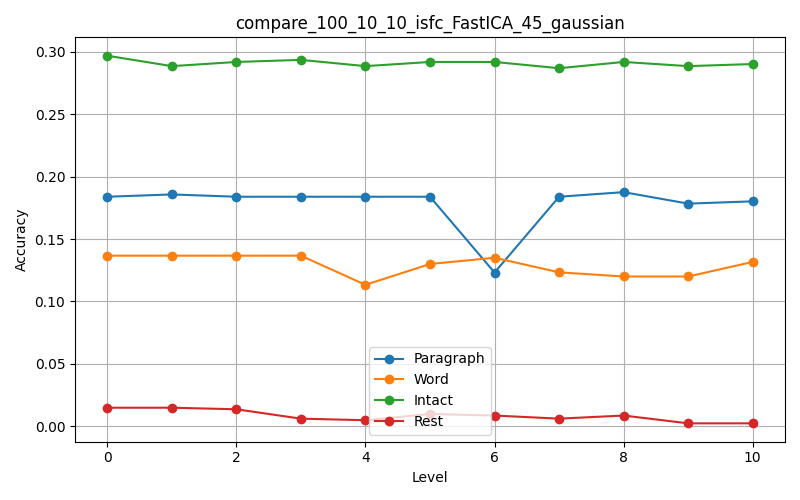 compare_100_10_10_isfc_FastICA_45_gaussian
Accuracy
0.30
0.25
0.20
0.15
0.10
0.05
0.00
Paragraph
Word
Intact
Rest
0 2 4 6 8 10
Level